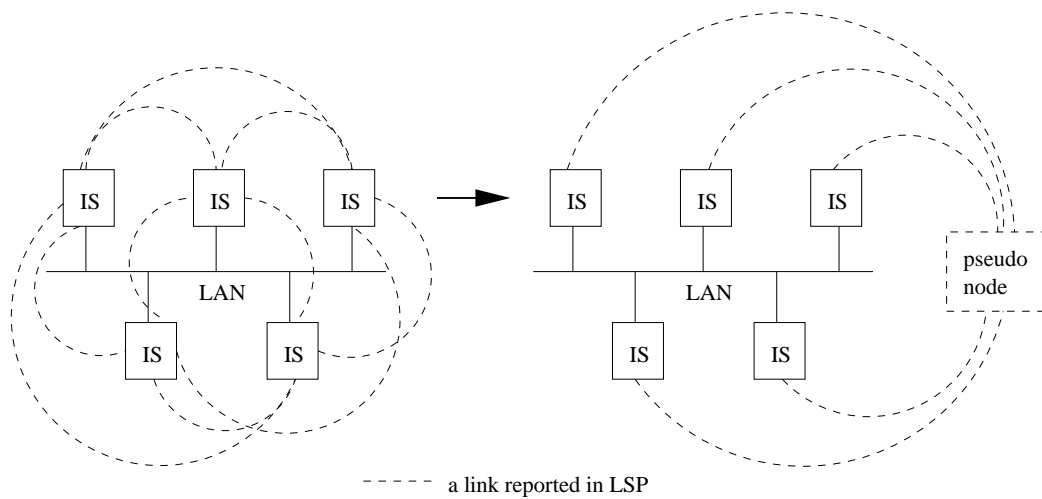 IS IS IS
IS IS IS
pseudo
node
LAN
LAN
IS IS
IS IS
a link reported in LSP